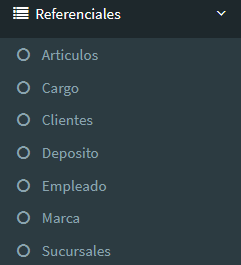 Referenciales
Articulos
Cargo
Clientes
Deposito
Empleado
Marca
Sucursales